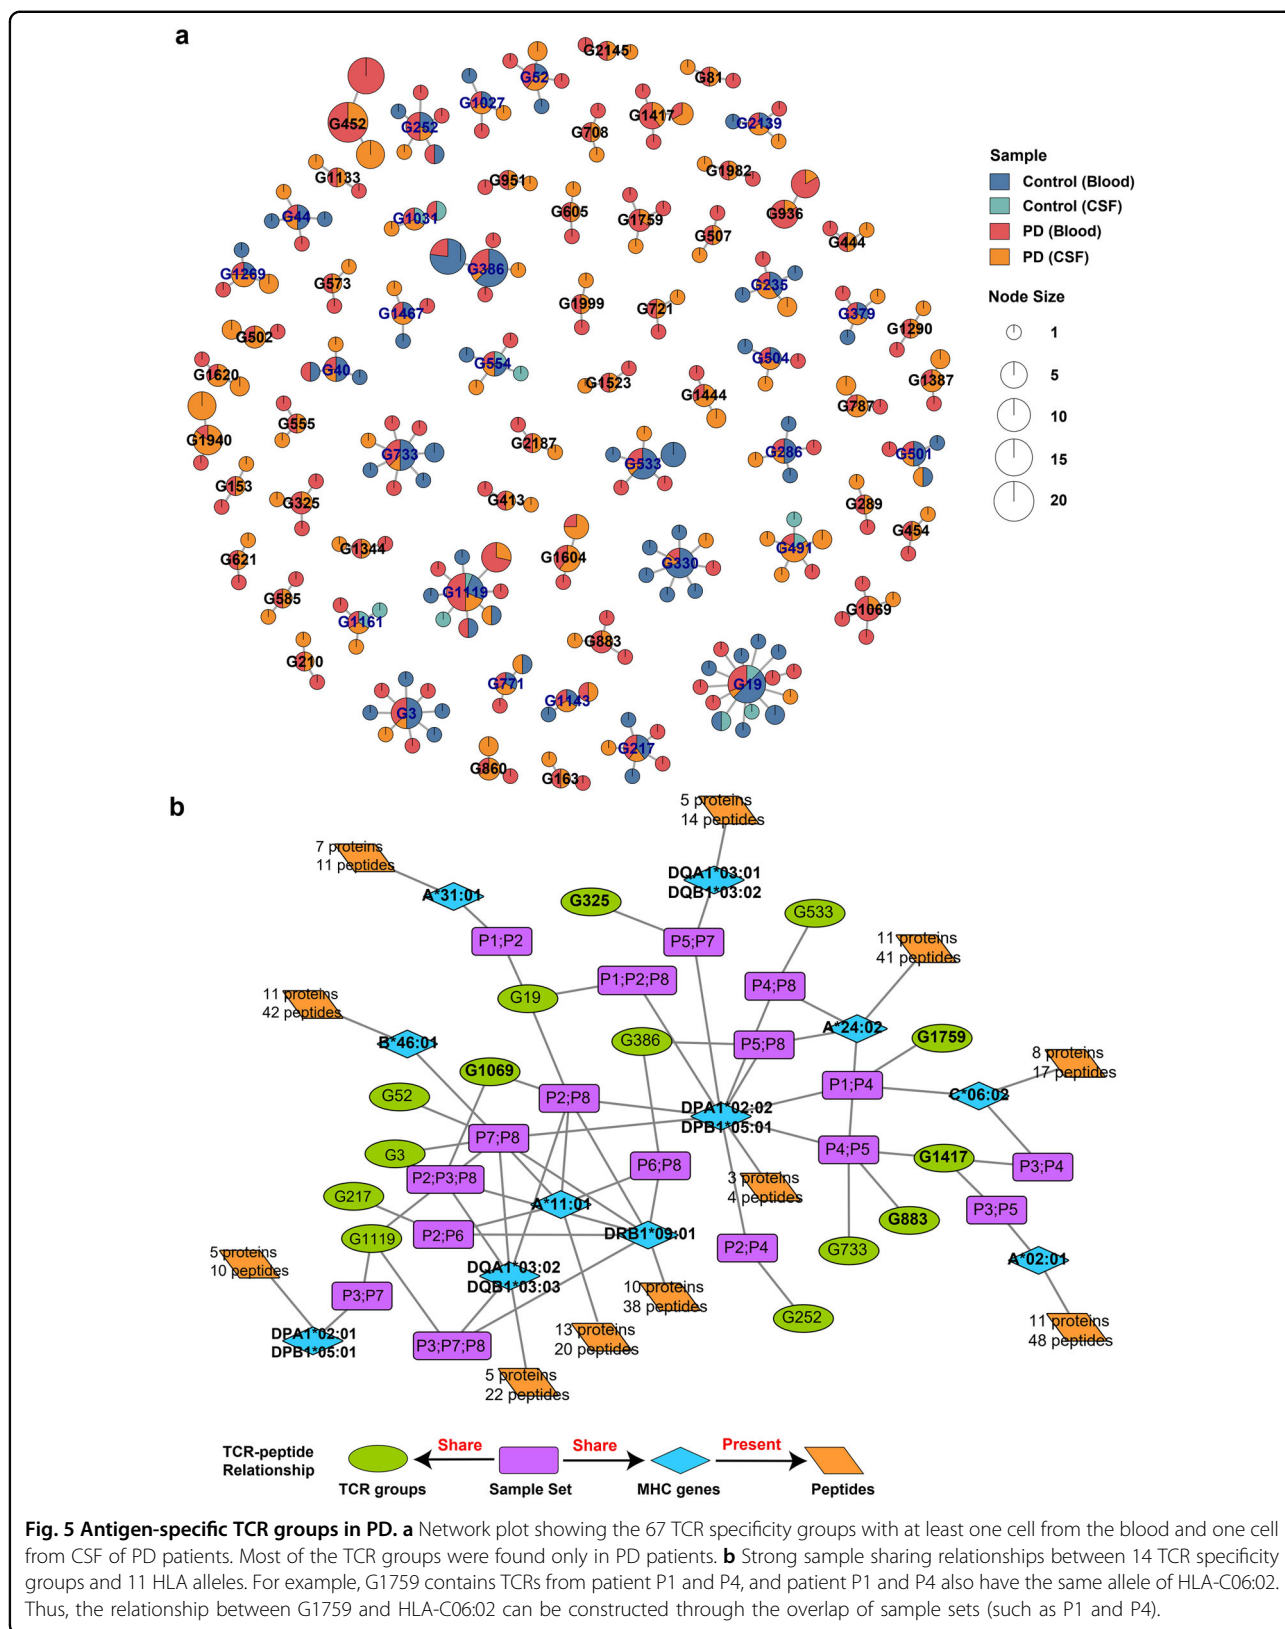 a
G2145
G52
G81
G1027
G452
G252
G708
G1417
G2139
G1133
G951
G1982
G44
G1031
G605
G1759
G507
G936
G444
G386
G1269
G573
G1467
G1999
G721
G235
G379
G1290
G502
G40
G554
G504
G1620
G1523
G1444
G787
G1387
G1940
G555
G733
G2187
G533
G286
G501
G153
G325
G413
G289
G454
G621
G1344
G1604
G330
G491
G585
G1119
G1161
G1069
G210
G883
G771
G1143
G19
G3
G217
G860
G163
Sample
Control (Blood)
Control (CSF)
PD (Blood)
PD (CSF)
Node Size
1
5
10
15
20
b
5 proteins
14 peptides
7 proteins
11 peptides
A*31:01
DQA1*03:01
DQB1*03:02
G325
G533
P1;P2
P5;P7
11 proteins
41 peptides
P1;P2;P8
P4;P8
G19
11 proteins
42 peptides
A*24:02
B*46:01
G386
P5;P8
G1759
8 proteins
17 peptides
G1069
P1;P4
C*06:02
G52
P2;P8
DPA1*02:02
DPB1*05:01
P7;P8
G3
P4;P5
G1417
P3;P4
P2;P3;P8
P6;P8
3 proteins
4 peptides
G217
A*11:01
P3;P5
G883
P2;P6
DRB1*09:01
G1119
P2;P4
G733
A*02:01
5 proteins
10 peptides
DQA1*03:02
DQB1*03:03
P3;P7
10 proteins
38 peptides
G252
11 proteins
48 peptides
DPA1*02:01
DPB1*05:01
P3;P7;P8
13 proteins
20 peptides
5 proteins
22 peptides
TCR-peptide
Relationship
Share
Share
Present
TCR groups
Sample Set
MHC genes
Peptides
Fig. 5 Antigen-specific TCR groups in PD. a Network plot showing the 67 TCR specificity groups with at least one cell from the blood and one cell
from CSF of PD patients. Most of the TCR groups were found only in PD patients. b Strong sample sharing relationships between 14 TCR specificity
groups and 11 HLA alleles. For example, G1759 contains TCRs from patient P1 and P4, and patient P1 and P4 also have the same allele of HLA-C06:02.
Thus, the relationship between G1759 and HLA-C06:02 can be constructed through the overlap of sample sets (such as P1 and P4).